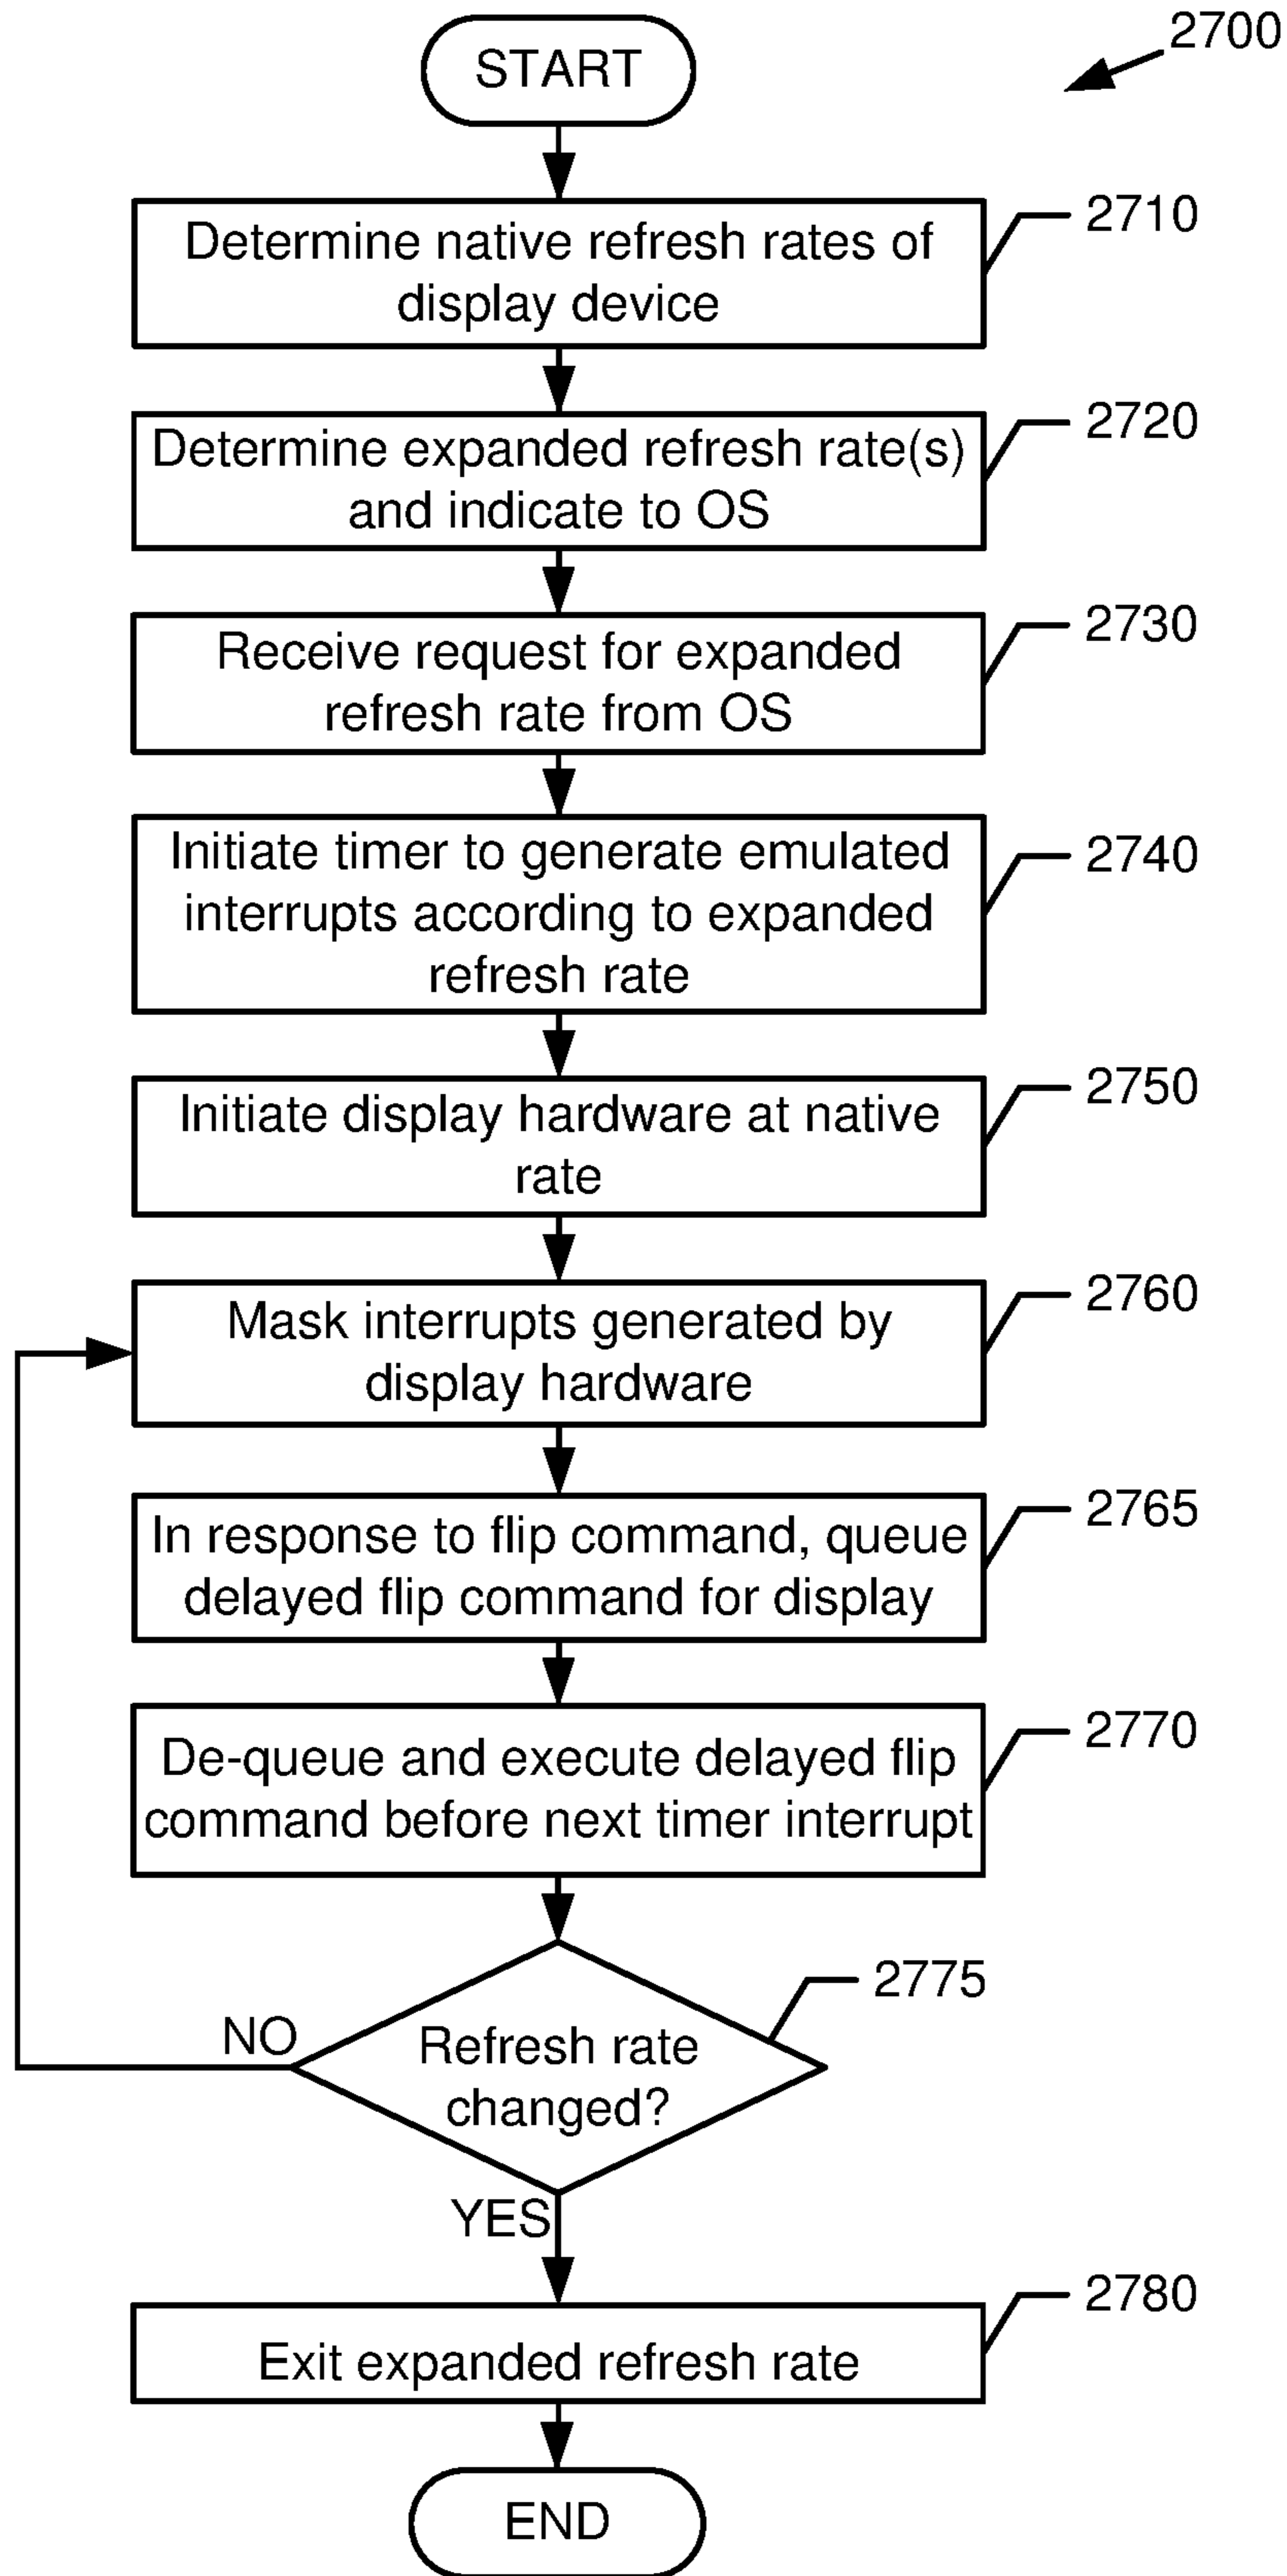 2700
START
Determine native refresh rates of
display device
2710
Determine expanded refresh rate(s)
and indicate to OS
2720
Receive request for expanded
refresh rate from OS
2730
Initiate timer to generate emulated
interrupts according to expanded
refresh rate
2740
Initiate display hardware at native
rate
2750
Mask interrupts generated by
display hardware
2760
In response to flip command, queue
delayed flip command for display
2765
De-queue and execute delayed flip
command before next timer interrupt
2770
Refresh rate
changed?
2775
NO
YES
Exit expanded refresh rate
2780
END